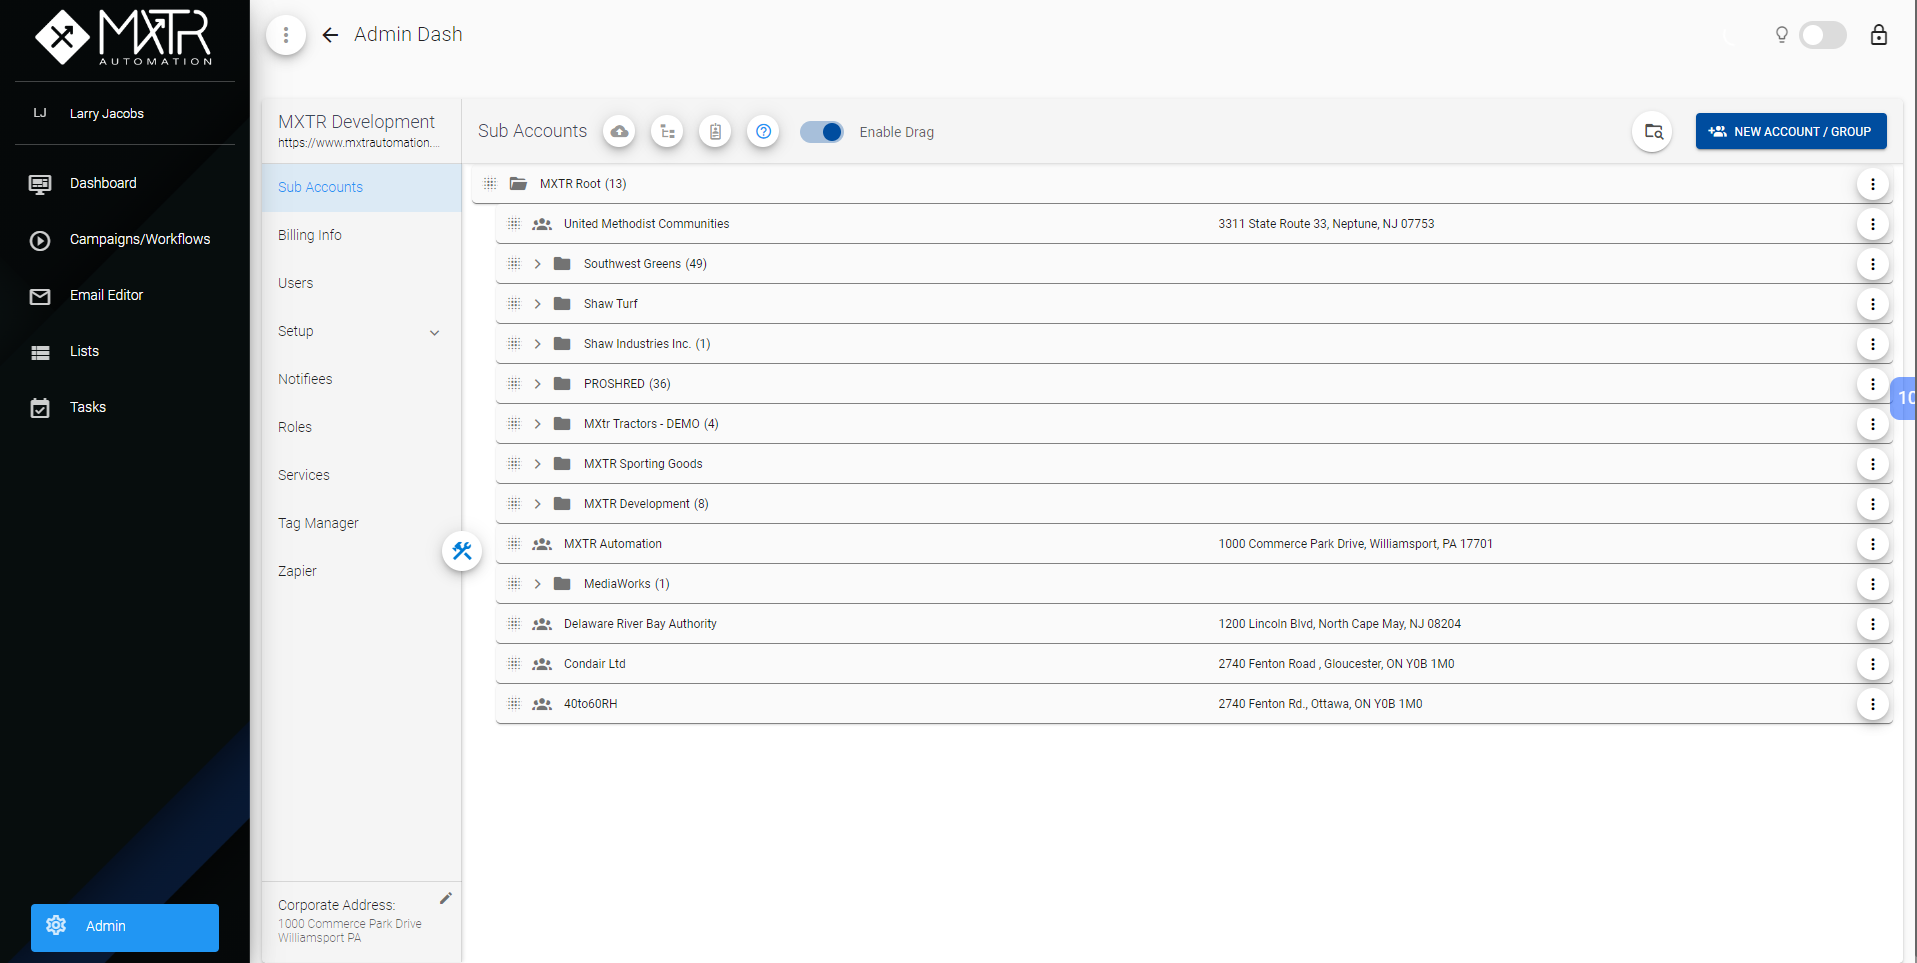 MXTR
AUTOMATION
LJ Larry Jacobs
Dashboard
Campaigns/Workflows
Email Editor
Lists
Tasks
Admin
Admin Dash
MXTR Development
https://www.mxtrautomation....
Sub Accounts
Billing Info
Users
Setup
Notifiees
Roles
Services
Tag Manager
Zapier
Corporate Address:
1000 Commerce Park Drive
Williamsport PA
Sub Accounts Enable Drag NEW ACCOUNT / GROUP
MXTR Root (13)
United Methodist Communities 3311 State Route 33, Neptune, NJ 07753
Southwest Greens (49)
Shaw Turf
Shaw Industries Inc. (1)
PROSHRED (36)
MXtr Tractors - DEMO (4)
MXTR Sporting Goods
MXTR Development (8)
MXTR Automation 1000 Commerce Park Drive, Williamsport, PA 17701
MediaWorks (1)
Delaware River Bay Authority 1200 Lincoln Blvd, North Cape May, NJ 08204
Condair Ltd 2740 Fenton Road , Gloucester, ON Y0B 1M0
40to60RH 2740 Fenton Rd., Ottawa, ON Y0B 1M0